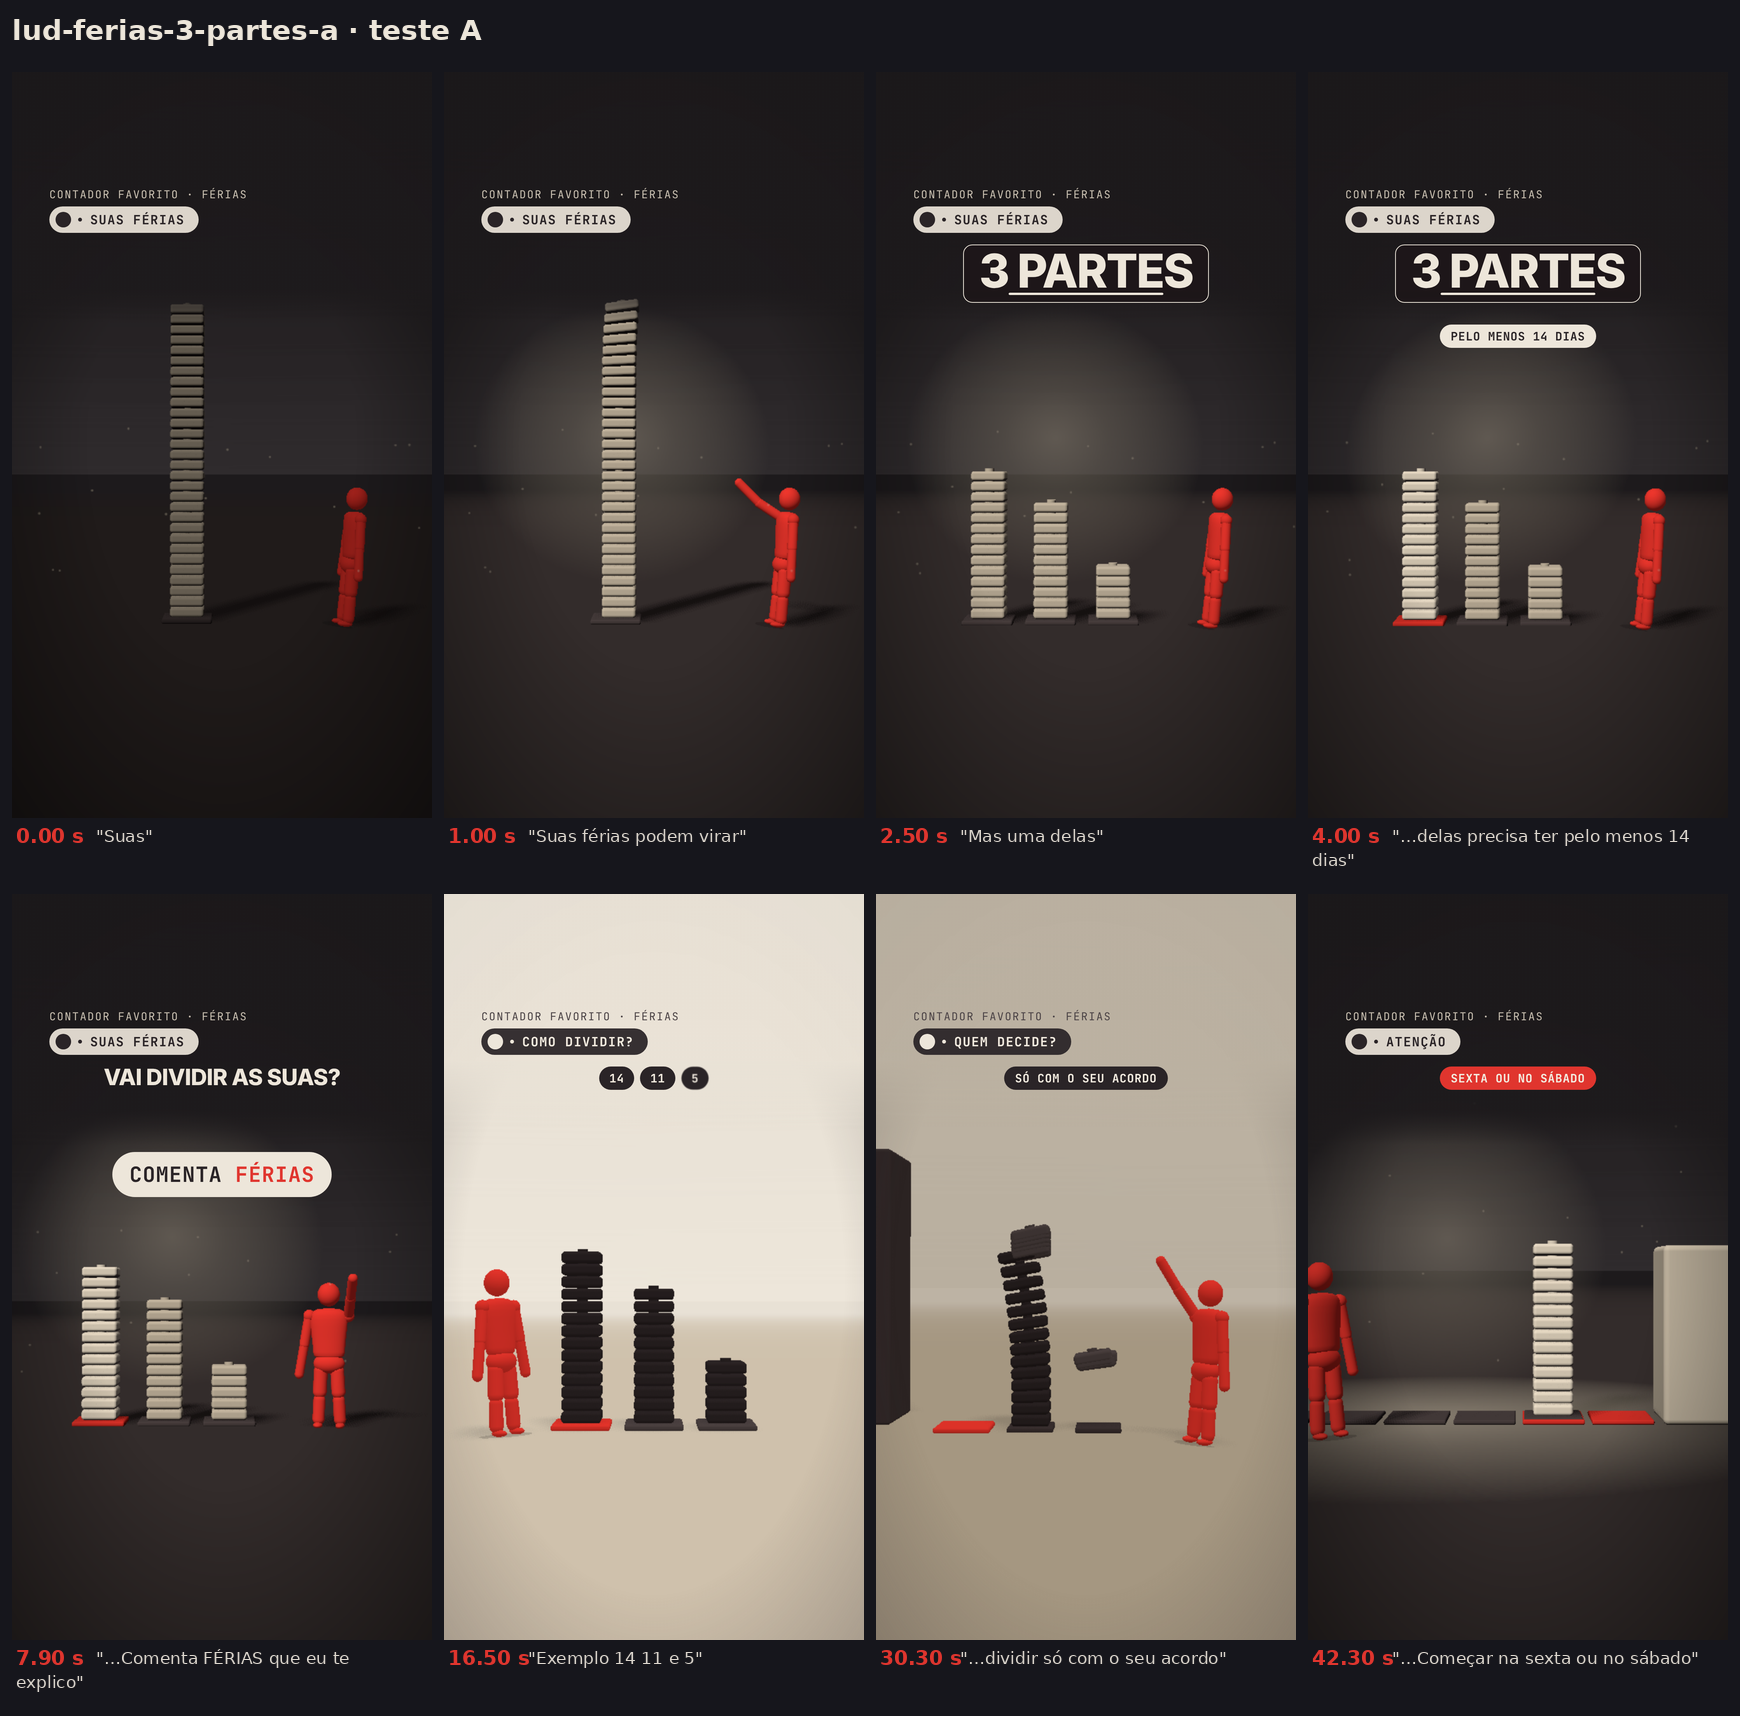 lud-ferias-3-partes-a · teste A
CONTADOR FAVORITO · FÉRIAS
• SUAS FÉRIAS
0.00 s "Suas"
CONTADOR FAVORITO · FÉRIAS
• SUAS FÉRIAS
1.00 s "Suas férias podem virar"
CONTADOR FAVORITO · FÉRIAS
• SUAS FÉRIAS
3 PARTES
2.50 s "Mas uma delas"
CONTADOR FAVORITO · FÉRIAS
• SUAS FÉRIAS
3 PARTES
PELO MENOS 14 DIAS
4.00 s "...delas precisa ter pelo menos 14
dias"
CONTADOR FAVORITO · FÉRIAS
• SUAS FÉRIAS
VAI DIVIDIR AS SUAS?
COMENTA FÉRIAS
7.90 s "...Comenta FÉRIAS que eu te
explico"
CONTADOR FAVORITO · FÉRIAS
• COMO DIVIDIR?
14 11 5
16.50 s "Exemplo 14 11 e 5"
CONTADOR FAVORITO · FÉRIAS
• QUEM DECIDE?
SÓ COM O SEU ACORDO
30.30 s "...dividir só com o seu acordo"
CONTADOR FAVORITO · FÉRIAS
• ATENÇÃO
SEXTA OU NO SÁBADO
42.30 s "...Começar na sexta ou no sábado"